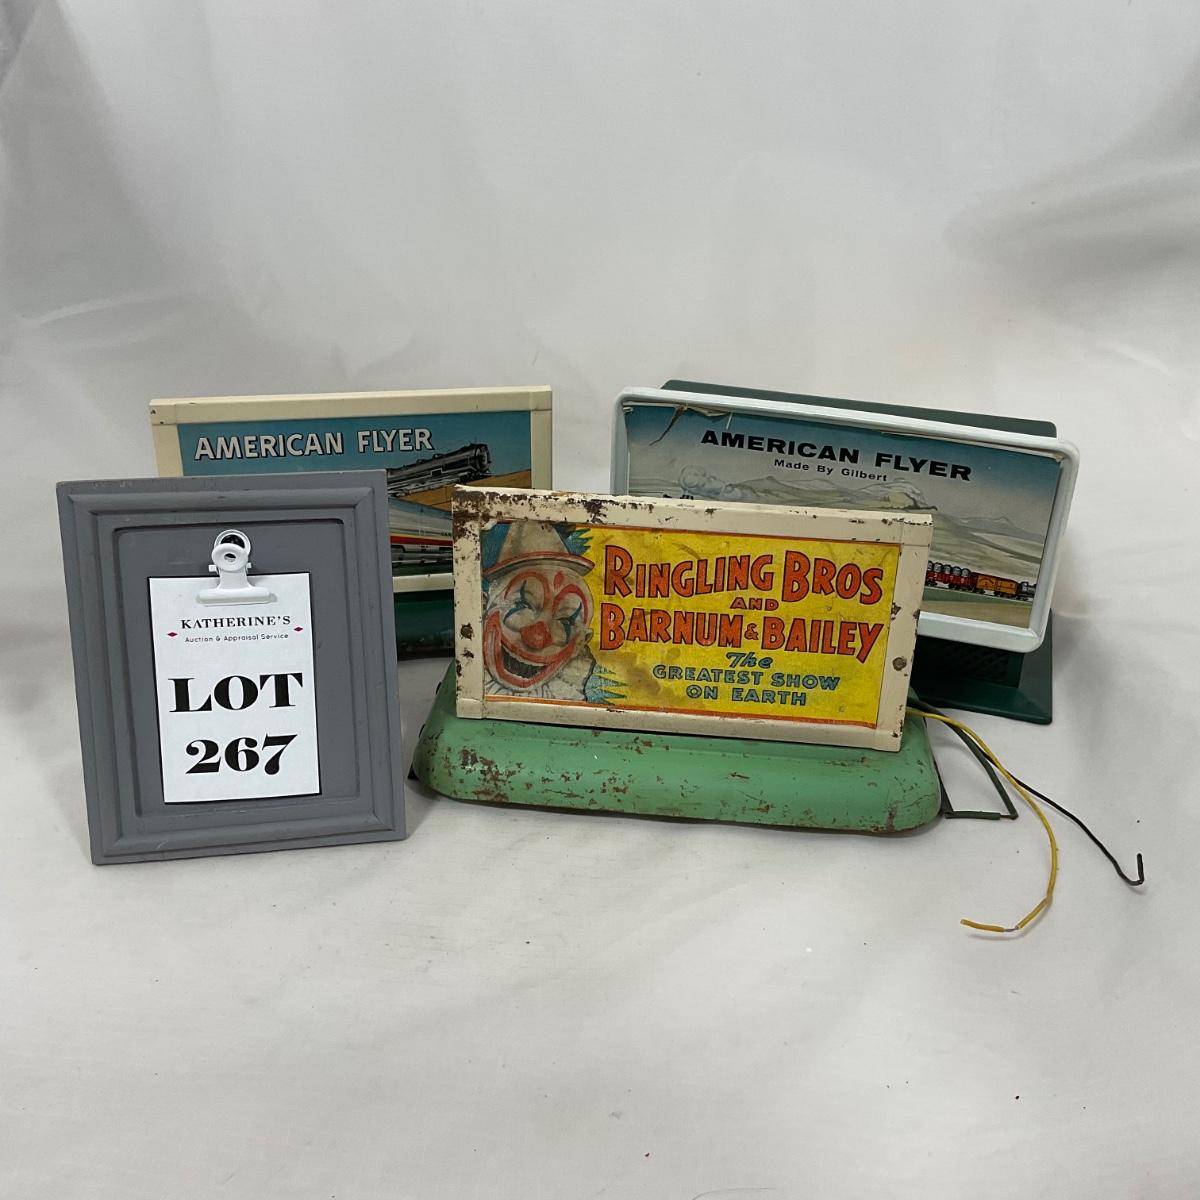 AMERICAN FLYER
AMERICAN FLYER
Made By Gilbert
RINGLING BROS
AND
BARNUM & BAILEY
The
GREATEST SHOW
ON EARTH
KATHERINE'S
Auction & Appraisal Service
LOT
267